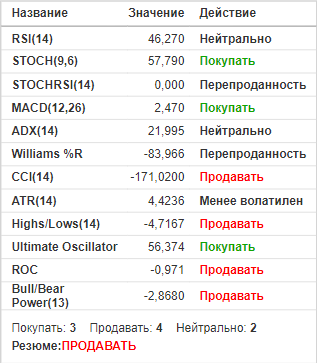 Название Значение Действие
RSI(14) 46,270 Нейтрально
STOCH(9,6) 57,790 Покупать
STOCHRSI(14) 0,000 Перепроданность
MACD(12,26) 2,470 Покупать
ADX(14) 21,995 Нейтрально
Williams %R -83,966 Перепроданность
CCI(14) -171,0200 Продавать
ATR(14) 4,4236 Менее волатилен
Highs/Lows(14) -4,7167 Продавать
Ultimate Oscillator 56,374 Покупать
ROC -0,971 Продавать
Bull/Bear
Power(13) -2,8680 Продавать
Покупать: 3 Продавать: 4 Нейтрально: 2
Резюме:ПРОДАВАТЬ